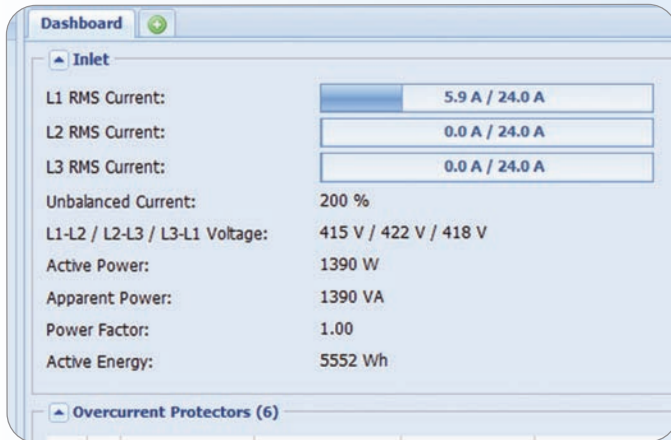 Dashboard
Inlet
L1 RMS Current: 5.9 A / 24.0 A
L2 RMS Current: 0.0 A / 24.0 A
L3 RMS Current: 0.0 A / 24.0 A
Unbalanced Current: 200 %
L1-L2 / L2-L3 / L3-L1 Voltage: 415 V / 422 V / 418 V
Active Power: 1390 W
Apparent Power: 1390 VA
Power Factor: 1.00
Active Energy: 5552 Wh
Overcurrent Protectors (6)